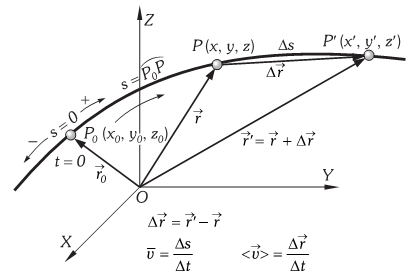 Z
P (x, y, z)
Δs
P′ (x′, y′, z′)
Δr⃗
s = P₀P
− s = 0 +
P₀ (x₀, y₀, z₀)
t = 0
r⃗₀
r⃗
r⃗′ = r⃗ + Δr⃗
Y
O
X
Δr⃗ = r⃗′ − r⃗
v̅ = Δs/Δt
<v⃗> = Δr⃗/Δt